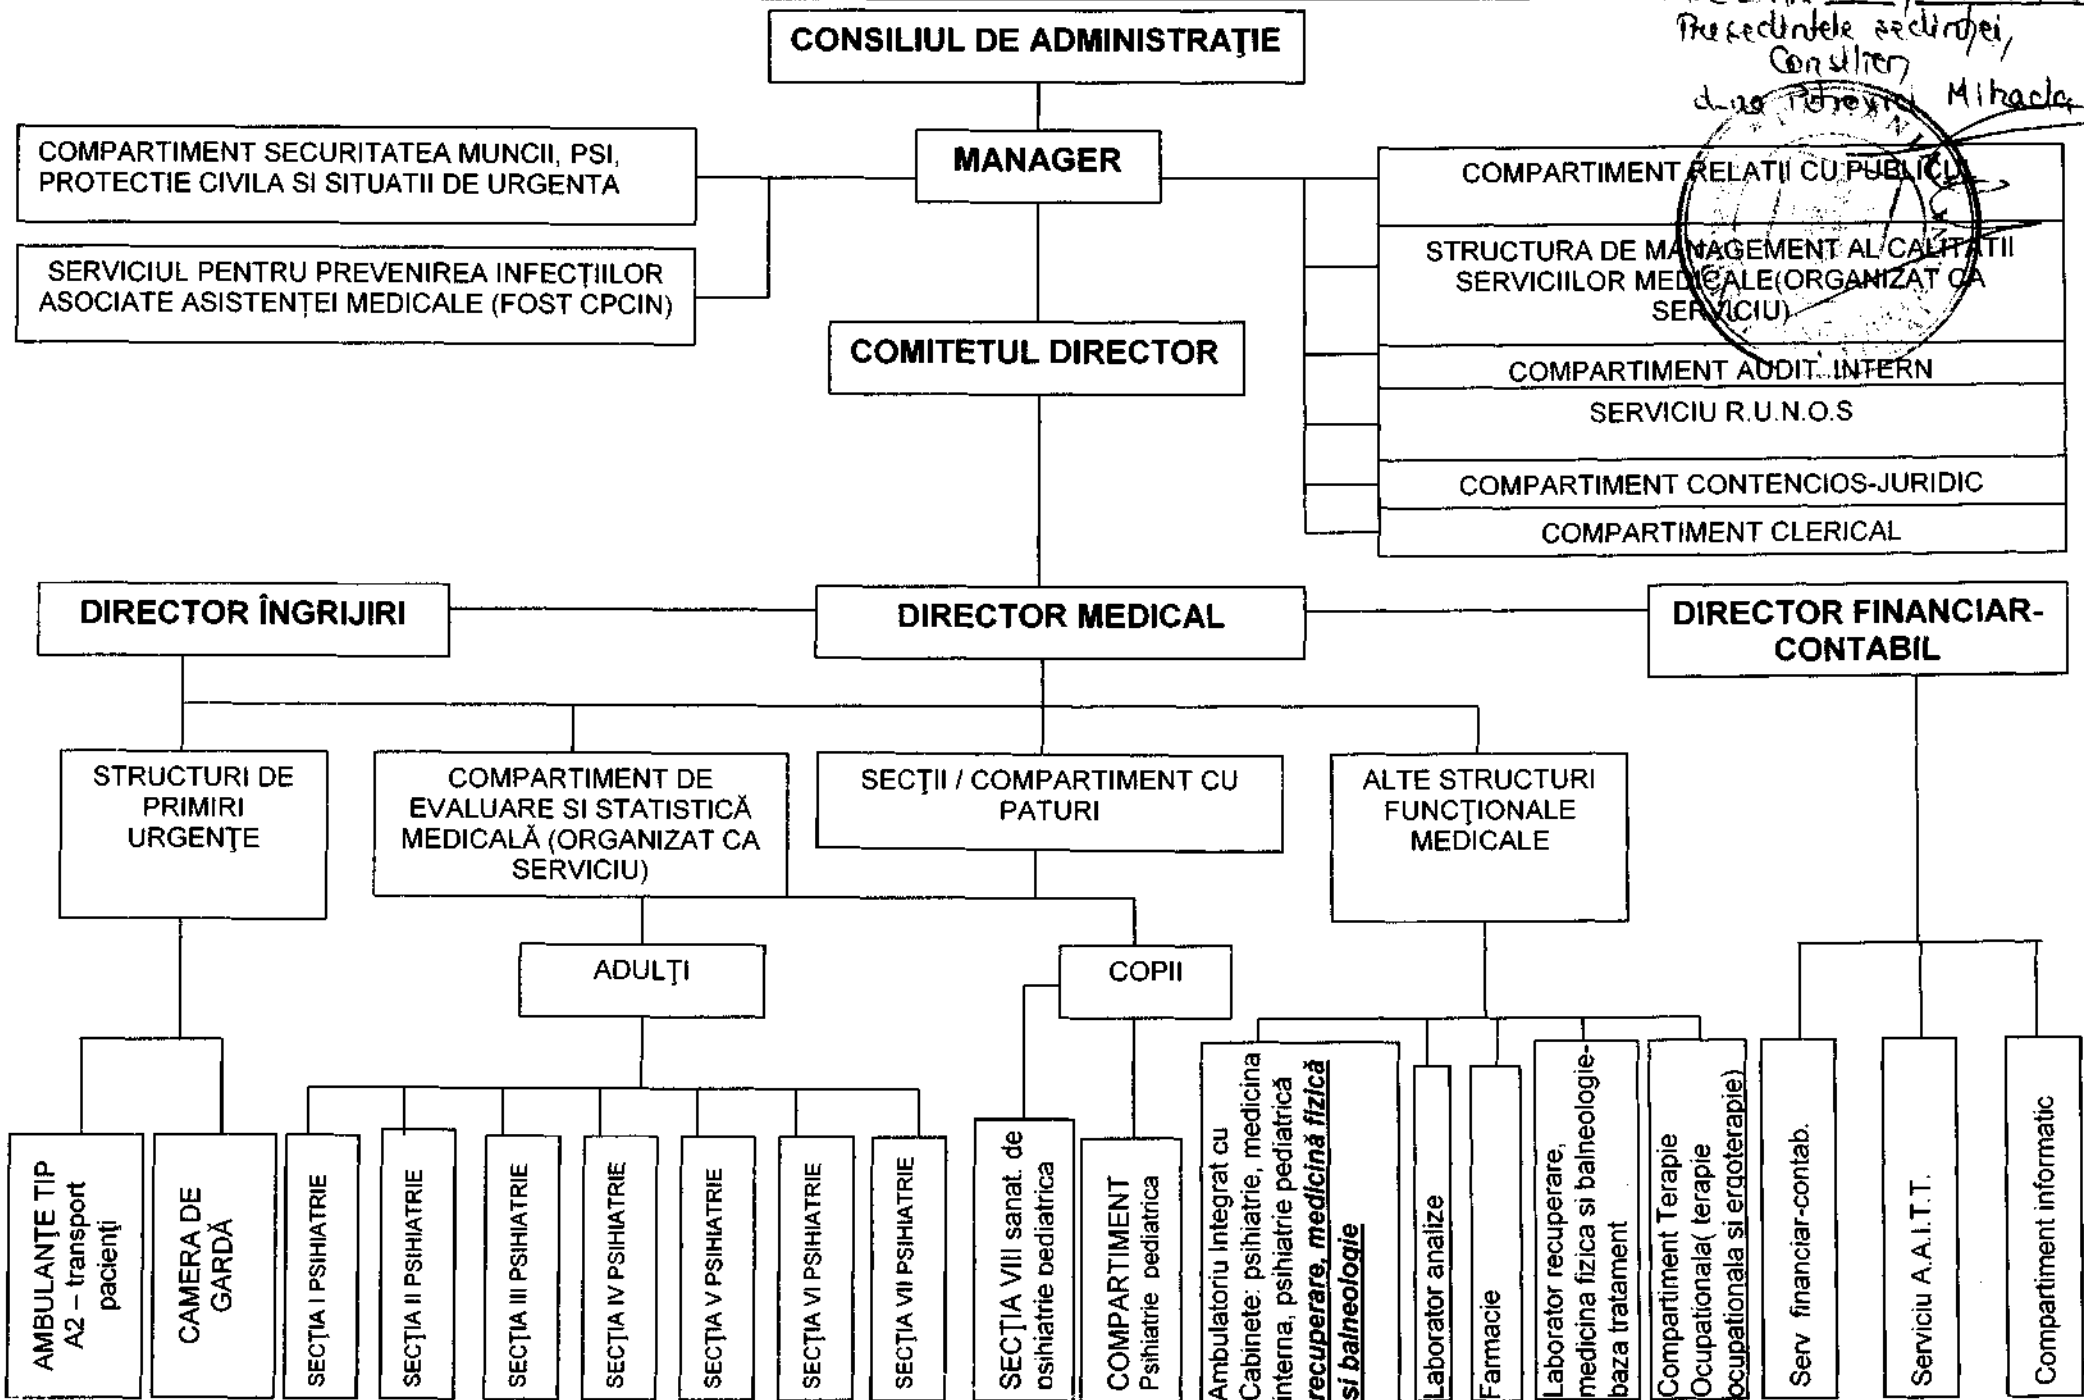 CONSILIUL DE ADMINISTRAŢIE
Consilier,
Mihaela
COMPARTIMENT SECURITATEA MUNCII, PSI,
PROTECTIE CIVILA SI SITUATII DE URGENTA
MANAGER
COMPARTIMENT RELATII CU PUBLICUL
SERVICIUL PENTRU PREVENIREA INFECŢIILOR
ASOCIATE ASISTENŢEI MEDICALE (FOST CPCIN)
STRUCTURA DE MANAGEMENT AL CALITATII
SERVICIILOR MEDICALE(ORGANIZAT CA
SERVICIU)
COMITETUL DIRECTOR
COMPARTIMENT AUDIT INTERN
SERVICIU R.U.N.O.S
COMPARTIMENT CONTENCIOS-JURIDIC
COMPARTIMENT CLERICAL
DIRECTOR ÎNGRIJIRI
DIRECTOR MEDICAL
DIRECTOR FINANCIAR-
CONTABIL
STRUCTURI DE
PRIMIRI
URGENŢE
COMPARTIMENT DE
EVALUARE SI STATISTICĂ
MEDICALĂ (ORGANIZAT CA
SERVICIU)
SECŢII / COMPARTIMENT CU
PATURI
ALTE STRUCTURI
FUNCŢIONALE
MEDICALE
ADULŢI
COPII
AMBULANŢE TIP
A2 – transport
pacienţi
CAMERA DE
GARDĂ
SECŢIA I PSIHIATRIE
SECŢIA II PSIHIATRIE
SECŢIA III PSIHIATRIE
SECŢIA IV PSIHIATRIE
SECŢIA V PSIHIATRIE
SECŢIA VI PSIHIATRIE
SECŢIA VII PSIHIATRIE
SECŢIA VIII sanat. de
psihiatrie pediatrica
COMPARTIMENT
Psihiatrie pediatrica
Ambulatoriu Integrat cu
Cabinete: psihiatrie, medicina
interna, psihiatrie pediatrică
recuperare, medicină fizică
si balneologie
Laborator analize
Farmacie
Laborator recuperare,
medicina fizica si balneologie-
baza tratament
Compartiment Terapie
Ocupationala( terapie
ocupationala si ergoterapie)
Serv financiar-contab.
Serviciu A.A.I.T.T.
Compartiment informatic